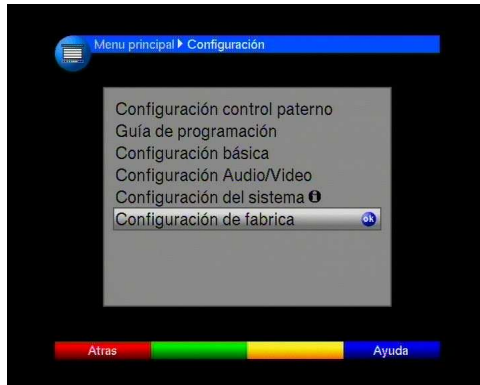 Menu principal Configuración
Configuración control paterno
Guía de programación
Configuración básica
Configuración Audio/Video
Configuración del sistema
Configuración de fabrica ok
Atras Ayuda